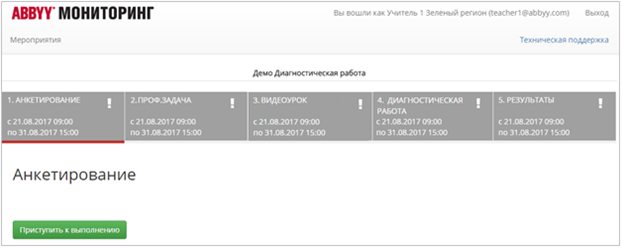 ABBYY® МОНИТОРИНГ
Вы вошли как Учитель 1 Зеленый регион (teacher1@abbyy.com) Выход
Мероприятия Техническая поддержка
Демо Диагностическая работа
1. АНКЕТИРОВАНИЕ !
с 21.08.2017 09:00
по 31.08.2017 15:00
2.ПРОФ.ЗАДАЧА !
с 21.08.2017 09:00
по 31.08.2017 15:00
3. ВИДЕОУРОК !
с 21.08.2017 09:00
по 31.08.2017 15:00
4. ДИАГНОСТИЧЕСКАЯ !
РАБОТА
с 21.08.2017 09:00
по 31.08.2017 15:00
5. РЕЗУЛЬТАТЫ !
с 21.08.2017 09:00
по 31.08.2017 15:00
Анкетирование
Приступить к выполнению